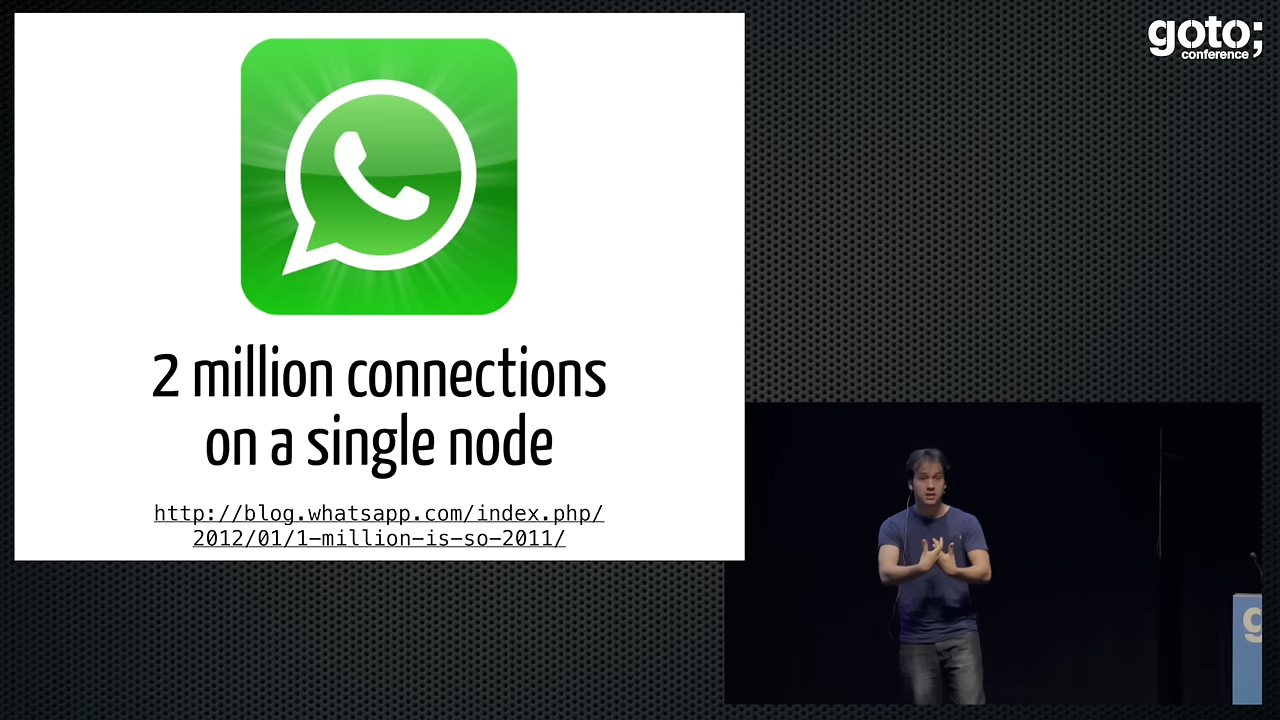 goto;
conference
2 million connections
on a single node
http://blog.whatsapp.com/index.php/
2012/01/1-million-is-so-2011/
g